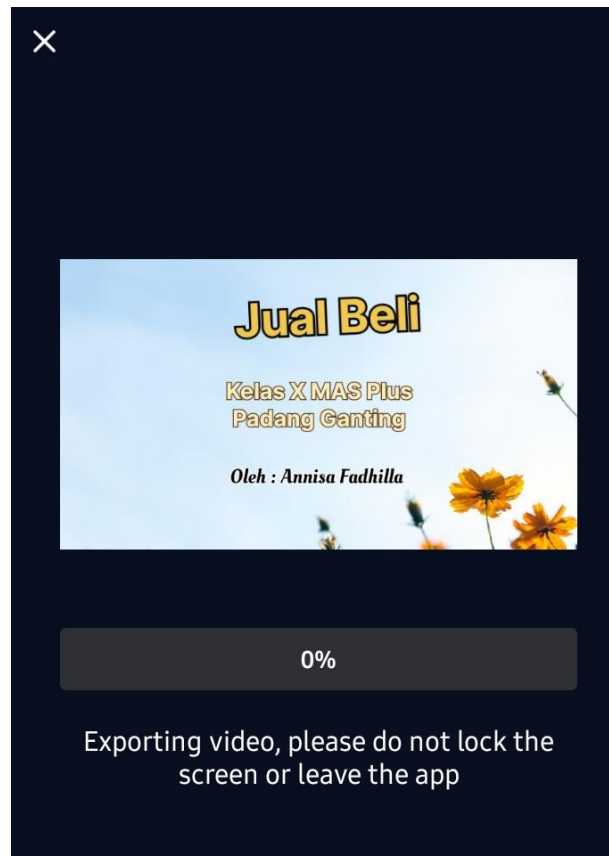 Jual Beli
Kelas X MAS Plus
Padang Ganting
Oleh : Annisa Fadhilla
0%
Exporting video, please do not lock the
screen or leave the app